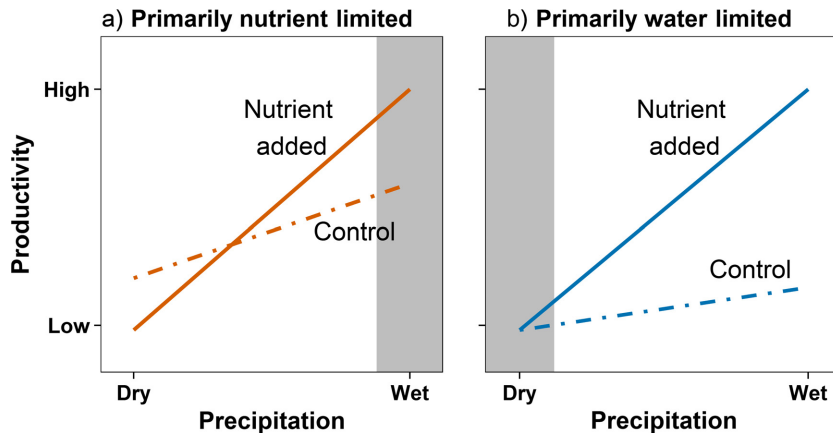 a) Primarily nutrient limited
High
Nutrient
added
Control
Productivity
Low
Dry
Wet
Precipitation
b) Primarily water limited
Nutrient
added
Control
Dry
Wet
Precipitation